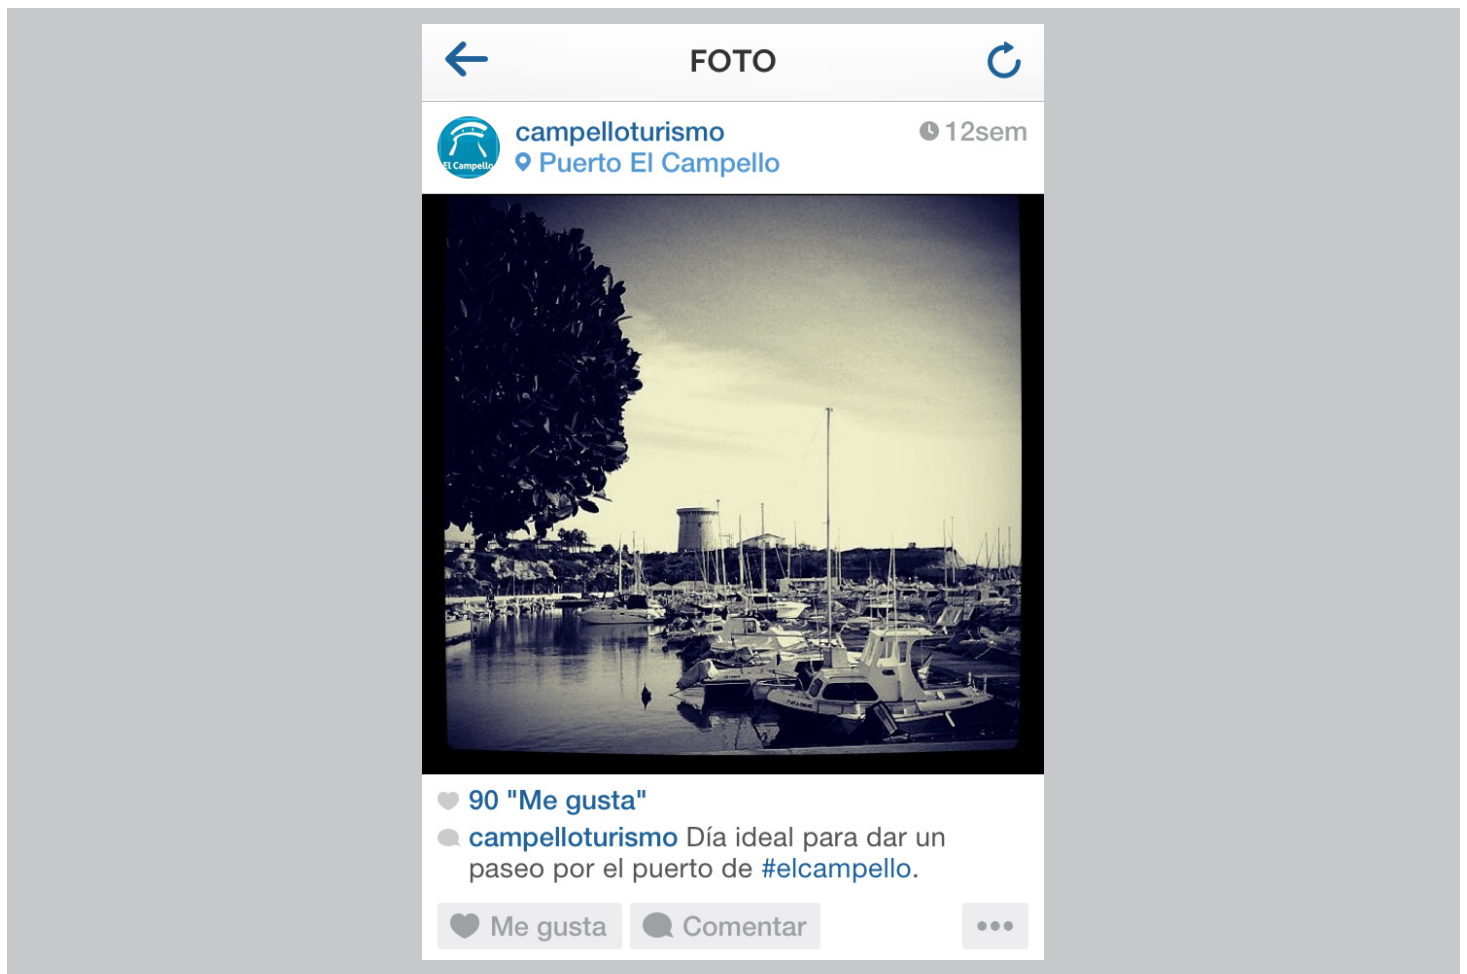 FOTO
campelloturismo
12sem
Puerto El Campello
El Campello
90 "Me gusta"
campelloturismo Día ideal para dar un
paseo por el puerto de #elcampello.
Me gusta
Comentar